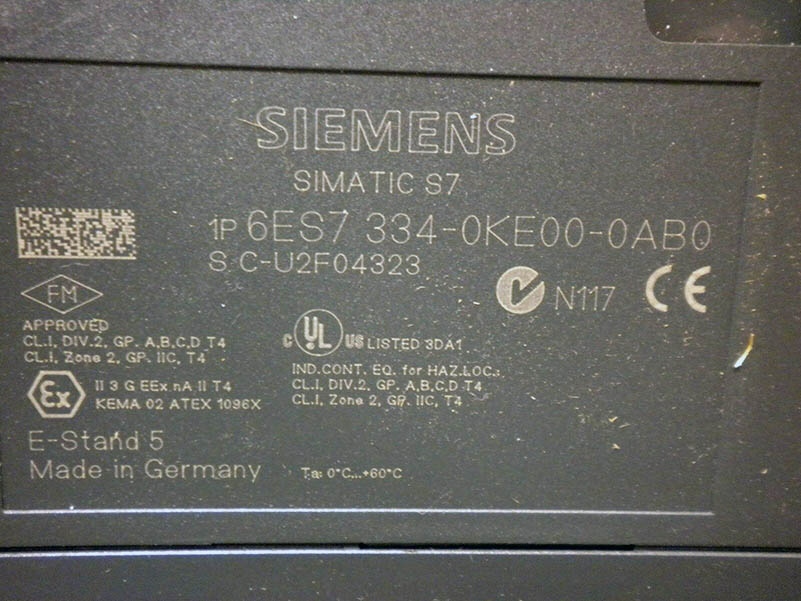 SIEMENS
SIMATIC S7
1P 6ES7 334-0KE00-0AB0
S C-U2F04323
FM
APPROVED
CL.I, DIV.2, GP. A,B,C,D T4
CL.I, Zone 2, GP. IIC, T4
N117 CE
C UL US LISTED 3DA1
IND.CONT. EQ. for HAZ.LOC.:
CL.I, DIV.2, GP. A,B,C,D T4
CL.I, Zone 2, GP. IIC, T4
Ex II 3 G EEx nA II T4
KEMA 02 ATEX 1096X
E-Stand 5
Made in Germany
Ta: 0°C...+60°C